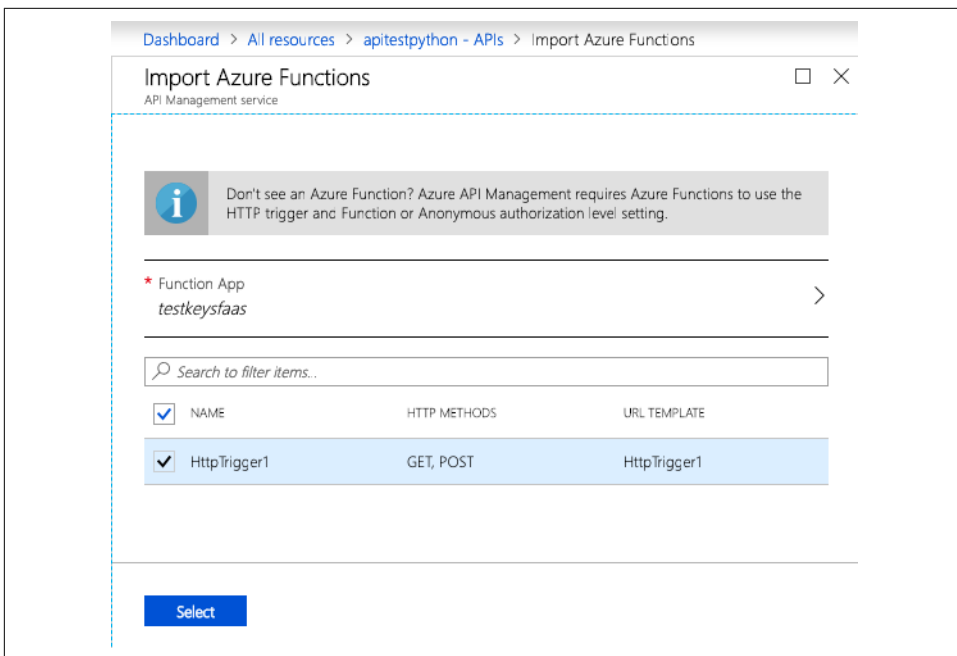 Dashboard > All resources > apitestpython - APIs > Import Azure Functions
Import Azure Functions
API Management service
Don't see an Azure Function? Azure API Management requires Azure Functions to use the
HTTP trigger and Function or Anonymous authorization level setting.
* Function App
testkeysfaas
Search to filter items...
NAME HTTP METHODS URL TEMPLATE
HttpTrigger1 GET, POST HttpTrigger1
Select